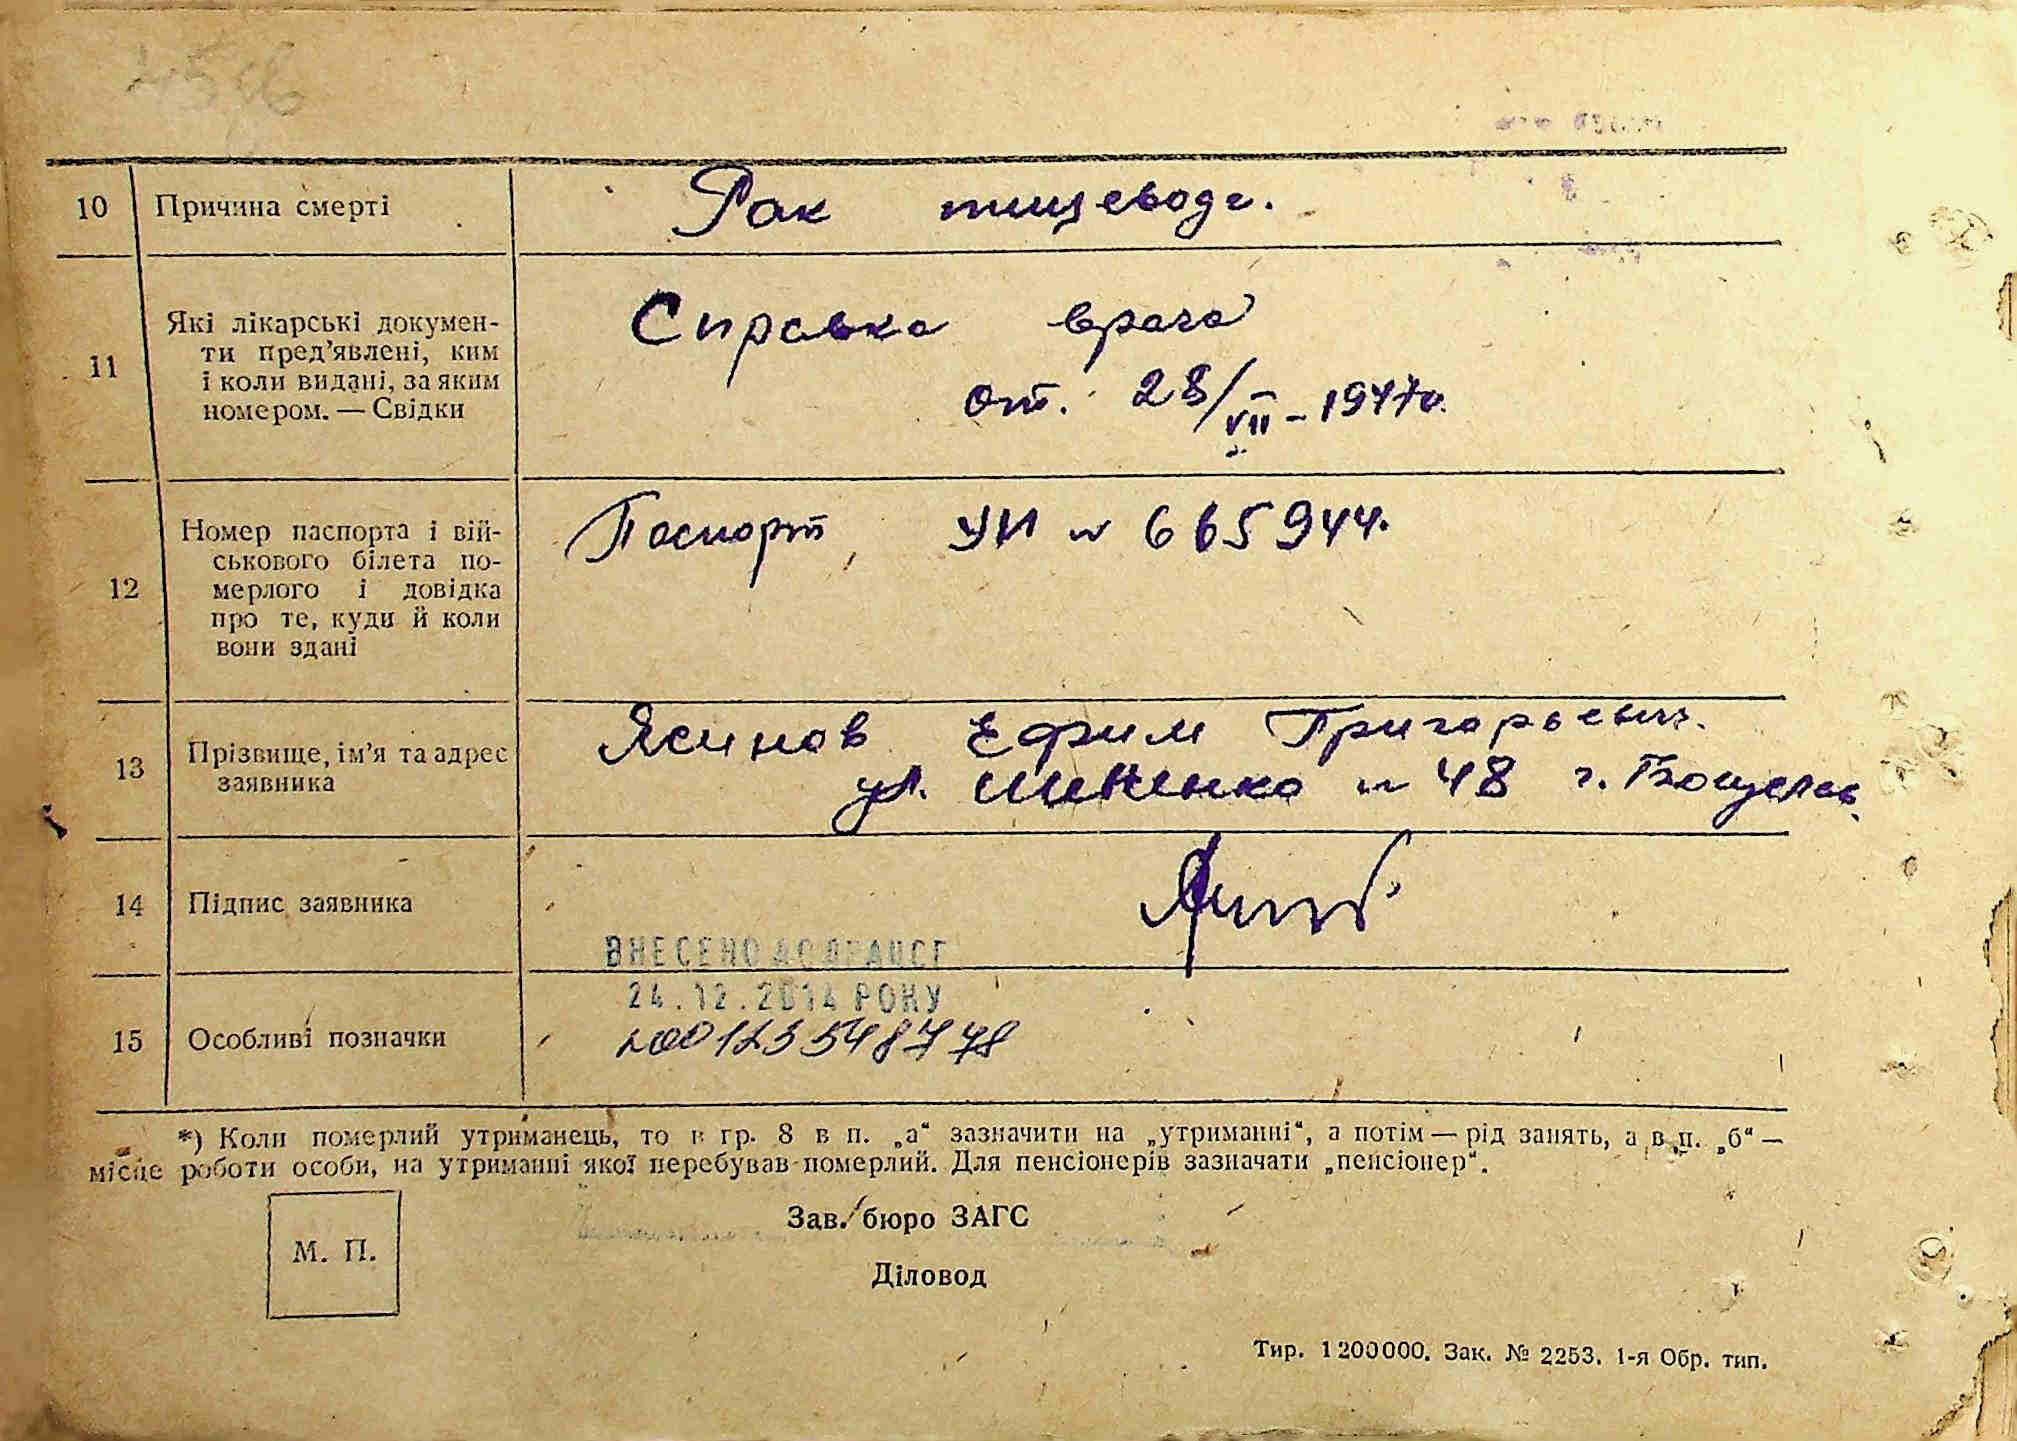 10 Причина смерті Рак пищевода.
11 Які лікарські докумен-
ти пред'явлені, ким
і коли видані, за яким
номером. — Свідки
Справка врача
от. 28/VII - 1947г.
12 Номер паспорта і вій-
ськового білета по-
мерлого і довідка
про те, куди й коли
вони здані
Паспорт УИ № 665944.
13 Прізвище, ім'я та адрес
заявника
Ясинов Ефим Григорьевич.
ул. № 48 г. Богуслав.
14 Підпис заявника
ВНЕСЕНО ДО ДРАЦСГ
24.12.2014 РОКУ
15 Особливі позначки 00123548778
*) Коли померлий утриманець, то в гр. 8 в п. „а“ зазначити на „утриманні“, а потім — рід занять, а в п. „б“ —
місце роботи особи, на утриманні якої перебував померлий. Для пенсіонерів зазначати „пенсіонер“.
Зав. бюро ЗАГС
М. П.
Діловод
Тир. 1200000. Зак. № 2253. 1-я Обр. тип.